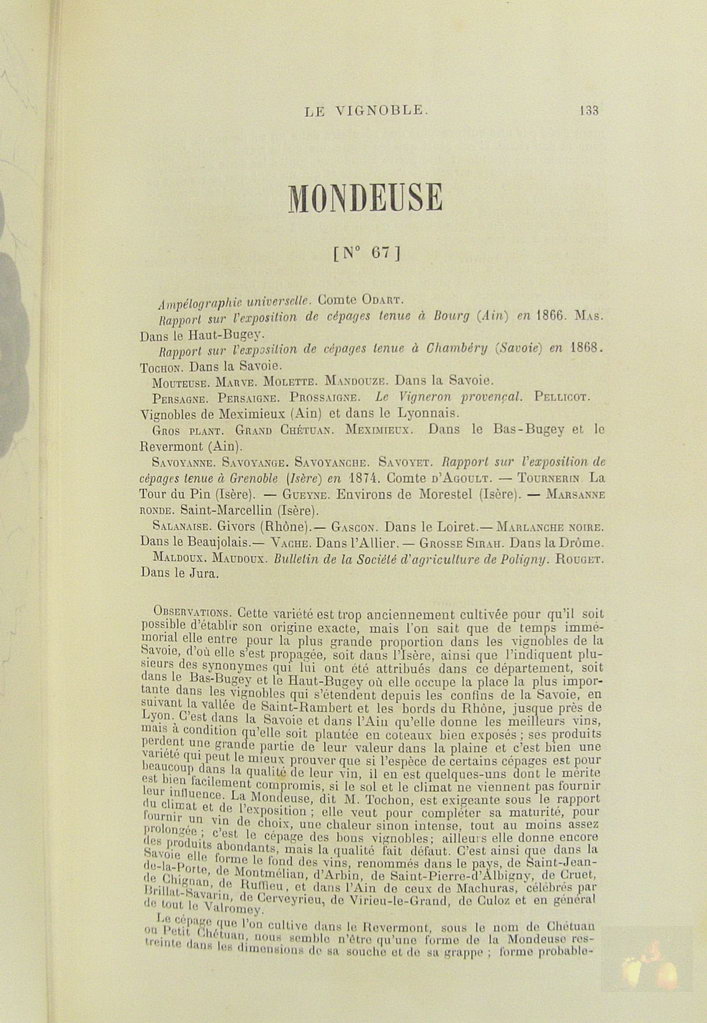 LE VIGNOBLE. 133
MONDEUSE
[N° 67]
Ampélographie universelle. Comte ODART.
Rapport sur l'exposition de cépages tenue à Bourg (Ain) en 1866. MAS.
Dans le Haut-Bugey.
Rapport sur l'exposition de cépages tenue à Chambéry (Savoie) en 1868.
TOCHON. Dans la Savoie.
MOUTEUSE. MARVE. MOLETTE. MANDOUZE. Dans la Savoie.
PERSAGNE. PERSAIGNE. PROSSAIGNE. Le Vigneron provençal. PELLICOT.
Vignobles de Meximieux (Ain) et dans le Lyonnais.
GROS PLANT. GRAND CHÉTUAN. MEXIMIEUX. Dans le Bas-Bugey et le
Revermont (Ain).
SAVOYANNE. SAVOYANGE. SAVOYANCHE. SAVOYET. Rapport sur l'exposition de
cépages tenue à Grenoble (Isère) en 1874. Comte D'AGOULT. — TOURNERIN La
Tour du Pin (Isère). — GUEYNE. Environs de Morestel (Isère). — MARSANNE
RONDE. Saint-Marcellin (Isère).
SALANAISE. Givors (Rhône). — GASCON. Dans le Loiret. — MARLANCHE NOIRE.
Dans le Beaujolais. — VACHE. Dans l'Allier. — GROSSE SIRAH. Dans la Drôme.
MALDOUX. MAUDOUX. Bulletin de la Société d'agriculture de Poligny. ROUGET.
Dans le Jura.
OBSERVATIONS. Cette variété est trop anciennement cultivée pour qu'il soit
possible d'établir son origine exacte, mais l'on sait que de temps immé-
morial elle entre pour la plus grande proportion dans les vignobles de la
Savoie, d'où elle s'est propagée, soit dans l'Isère, ainsi que l'indiquent plu-
sieurs des synonymes qui lui ont été attribués dans ce département, soit
dans le Bas-Bugey et le Haut-Bugey où elle occupe la place la plus impor-
tante dans les vignobles qui s'étendent depuis les confins de la Savoie, en
suivant la vallée de Saint-Rambert et les bords du Rhône, jusque près de
Lyon. C'est dans la Savoie et dans l'Ain qu'elle donne les meilleurs vins,
mais à condition qu'elle soit plantée en coteaux bien exposés ; ses produits
perdent une grande partie de leur valeur dans la plaine et c'est bien une
variété qui peut le mieux prouver que si l'espèce de certains cépages est pour
beaucoup dans la qualité de leur vin, il en est quelques-uns dont le mérite
est bien facilement compromis, si le sol et le climat ne viennent pas fournir
leur influence. La Mondeuse, dit M. Tochon, est exigeante sous le rapport
du climat et de l'exposition ; elle veut pour compléter sa maturité, pour
fournir un vin de choix, une chaleur sinon intense, tout au moins assez
prolongée ; c'est le cépage des bons vignobles ; ailleurs elle donne encore
des produits abondants, mais la qualité fait défaut. C'est ainsi que dans la
Savoie elle forme le fond des vins, renommés dans le pays, de Saint-Jean-
de-la-Porte, de Montmélian, d'Arbin, de Saint-Pierre-d'Albigny, de Cruet,
de Chignan, de Ruffieu, et dans l'Ain de ceux de Machuras, célébrés par
Brillat-Savarin, de Cerveyrieu, de Virieu-le-Grand, de Culoz et en général
de tout le Valromey.
Le cépage que l'on cultive dans le Revermont, sous le nom de Chétuan
ou Petit Chétuan, nous semble n'être qu'une forme de la Mondeuse res-
treinte dans les dimensions de sa souche et de sa grappe ; forme probable-